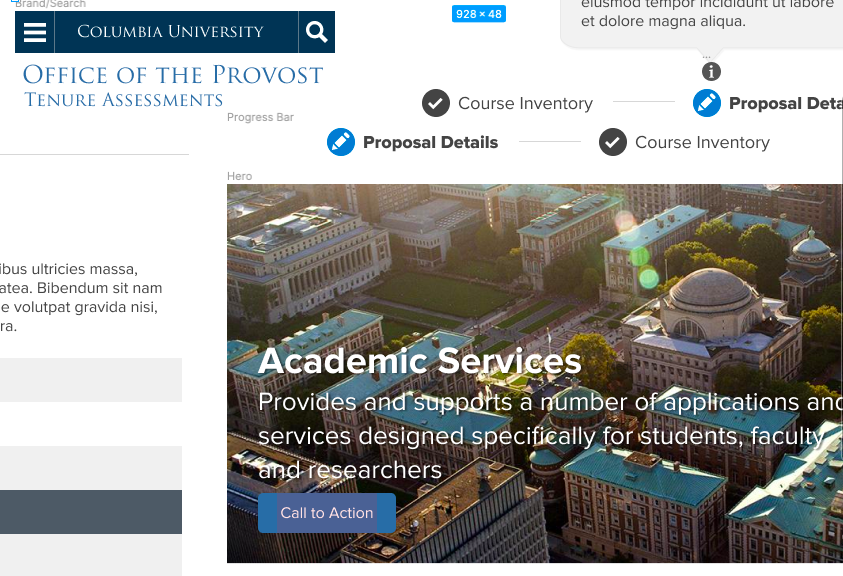 Brand/Search
928 × 48
eiusmod tempor incididunt ut labore
et dolore magna aliqua.
COLUMBIA UNIVERSITY
OFFICE OF THE PROVOST
TENURE ASSESSMENTS
...
i
Course Inventory
Proposal Deta
Progress Bar
Proposal Details
Course Inventory
Hero
ibus ultricies massa,
atea. Bibendum sit nam
e volutpat gravida nisi,
ra.
Academic Services
Provides and supports a number of applications and
services designed specifically for students, faculty,
and researchers
Call to Action